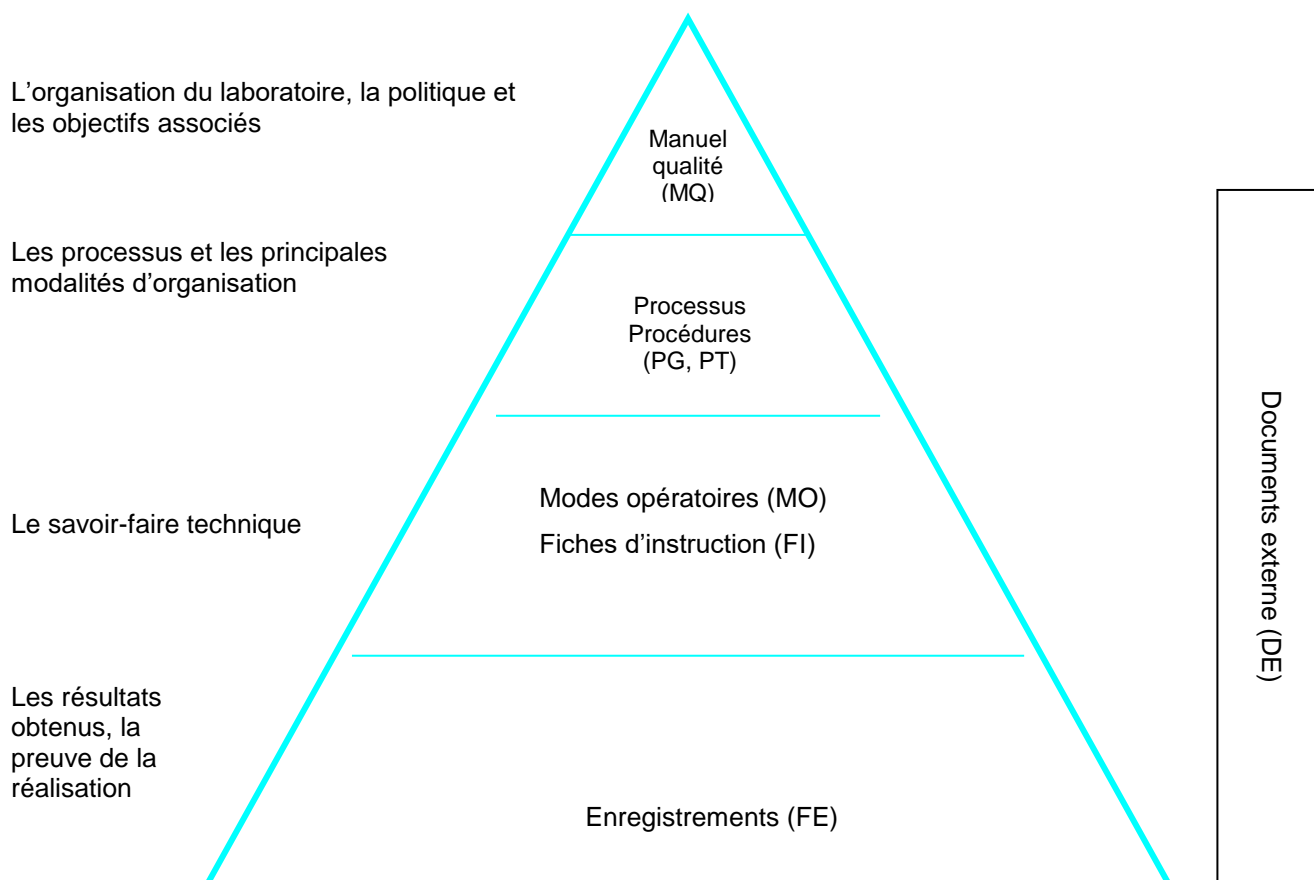 L’organisation du laboratoire, la politique et
les objectifs associés
Manuel
qualité
(MQ)
Les processus et les principales
modalités d’organisation
Processus
Procédures
(PG, PT)
Modes opératoires (MO)
Le savoir-faire technique
Fiches d’instruction (FI)
Les résultats
obtenus, la
preuve de la
réalisation
Enregistrements (FE)
Documents externe (DE)